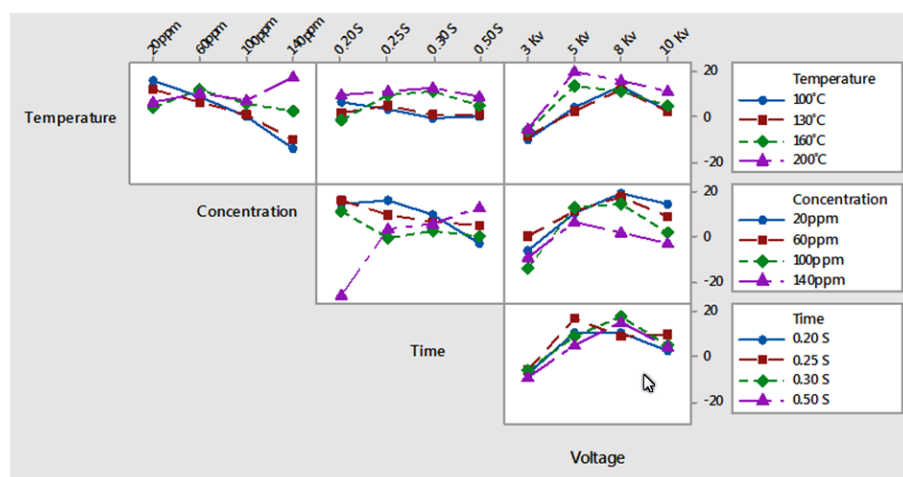 20ppm 60ppm 100ppm 140ppm 0.20 S 0.25 S 0.30 S 0.50 S 3 Kv 5 Kv 8 Kv 10 Kv
Temperature
20
0
-20
Temperature
100°C
130°C
160°C
200°C
Concentration
20
0
-20
Concentration
20ppm
60ppm
100ppm
140ppm
Time
20
0
-20
Time
0.20 S
0.25 S
0.30 S
0.50 S
Voltage